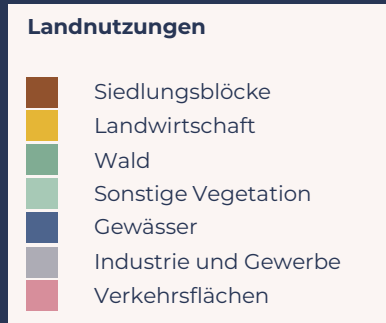 Landnutzungen
Siedlungsblöcke
Landwirtschaft
Wald
Sonstige Vegetation
Gewässer
Industrie und Gewerbe
Verkehrsflächen